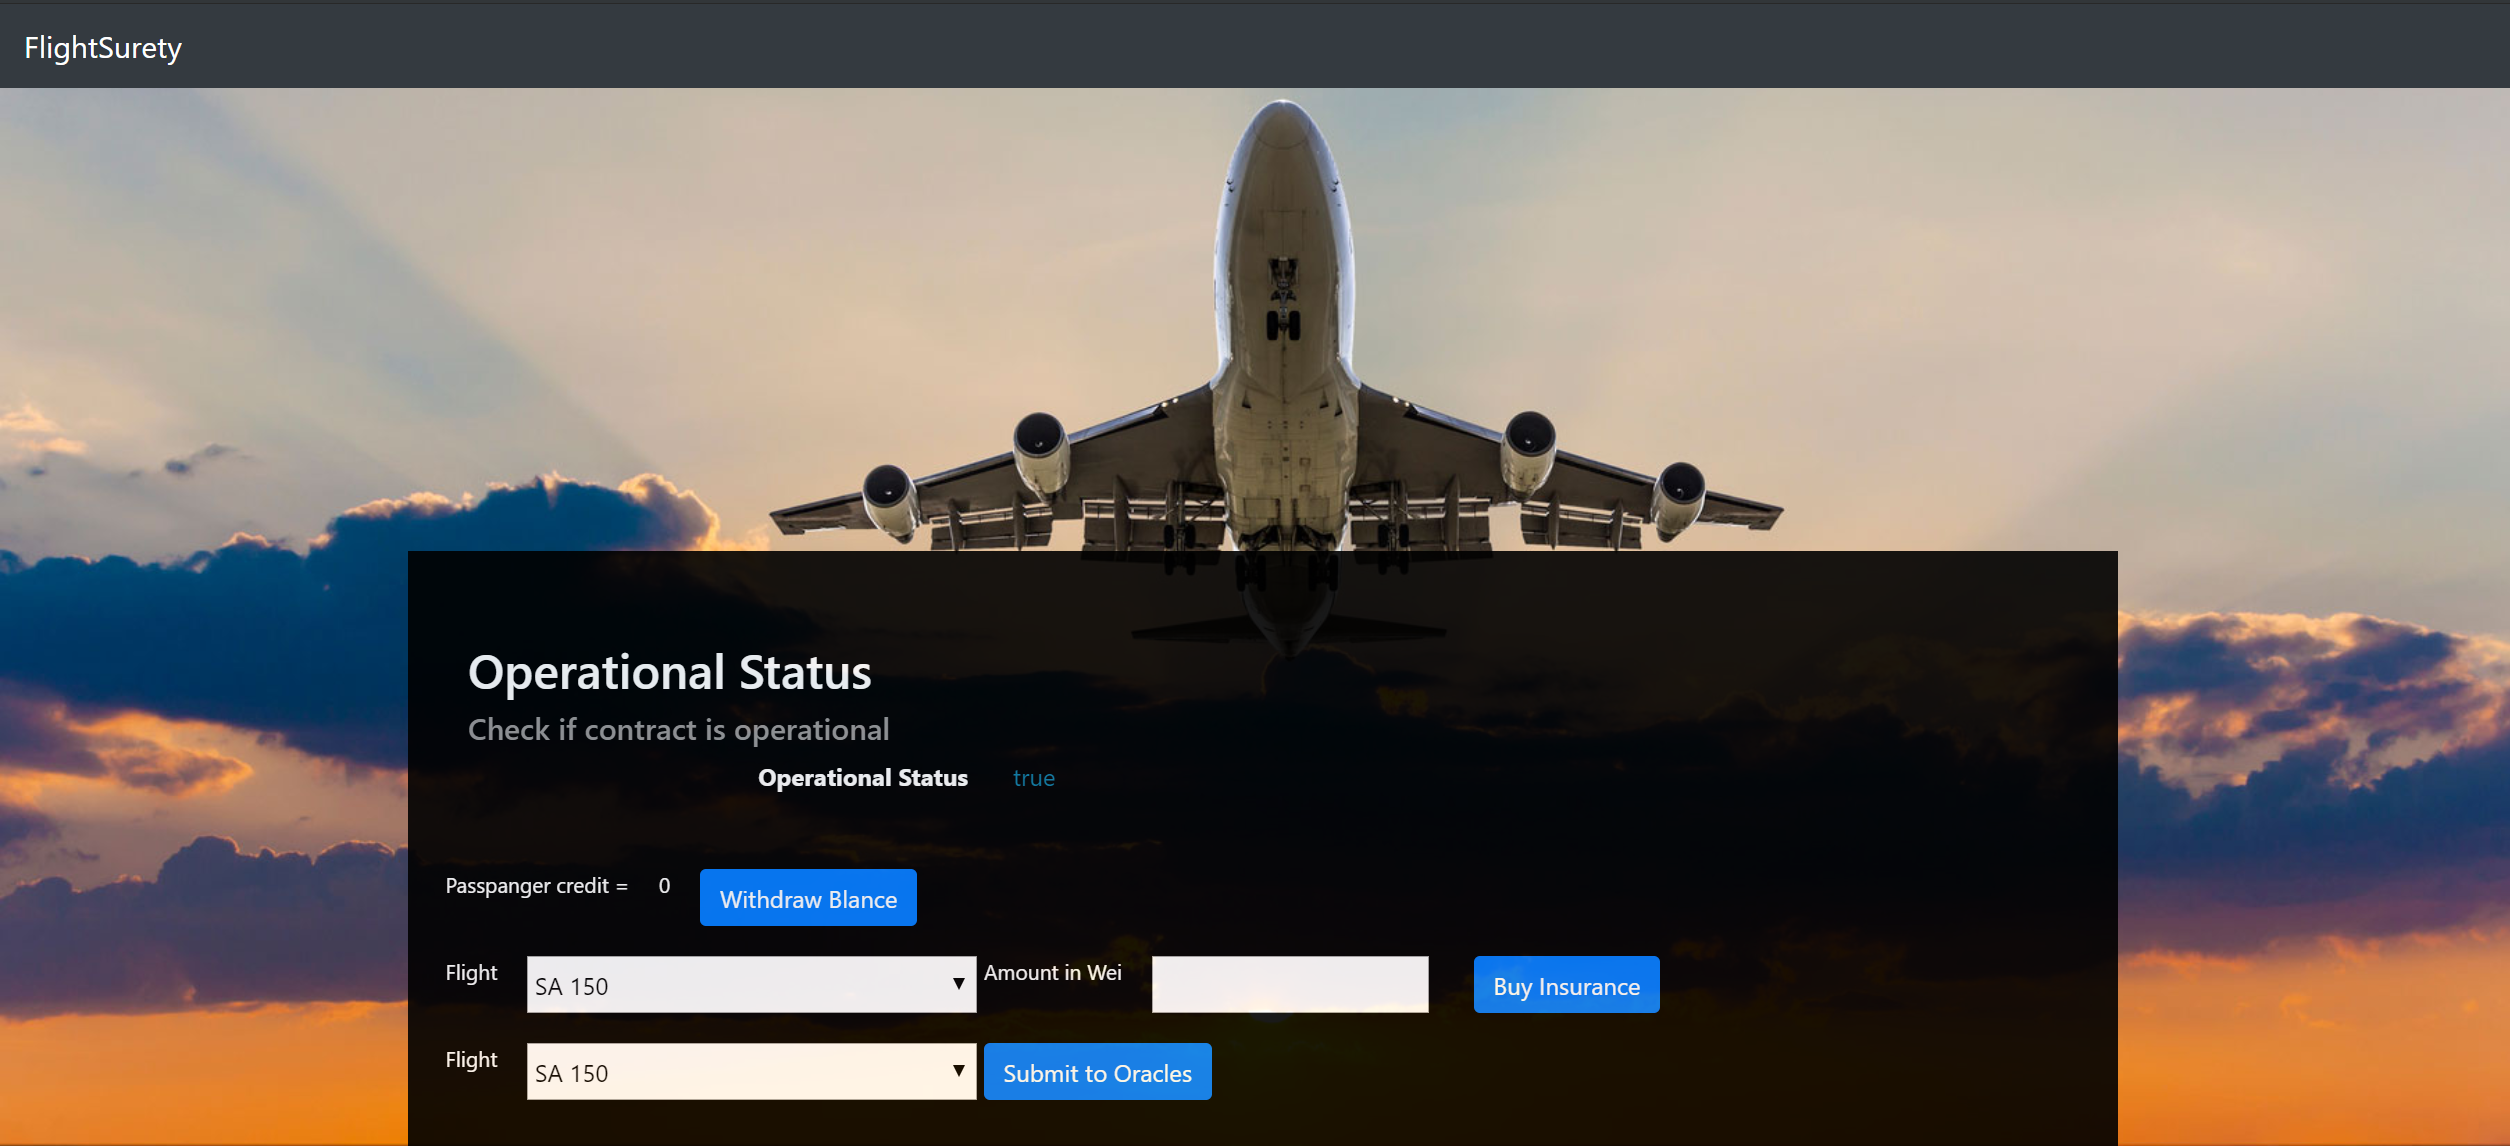 FlightSurety
Operational Status
Check if contract is operational
Operational Status true
Passpanger credit = 0 Withdraw Blance
Flight SA 150 Amount in Wei Buy Insurance
Flight SA 150 Submit to Oracles